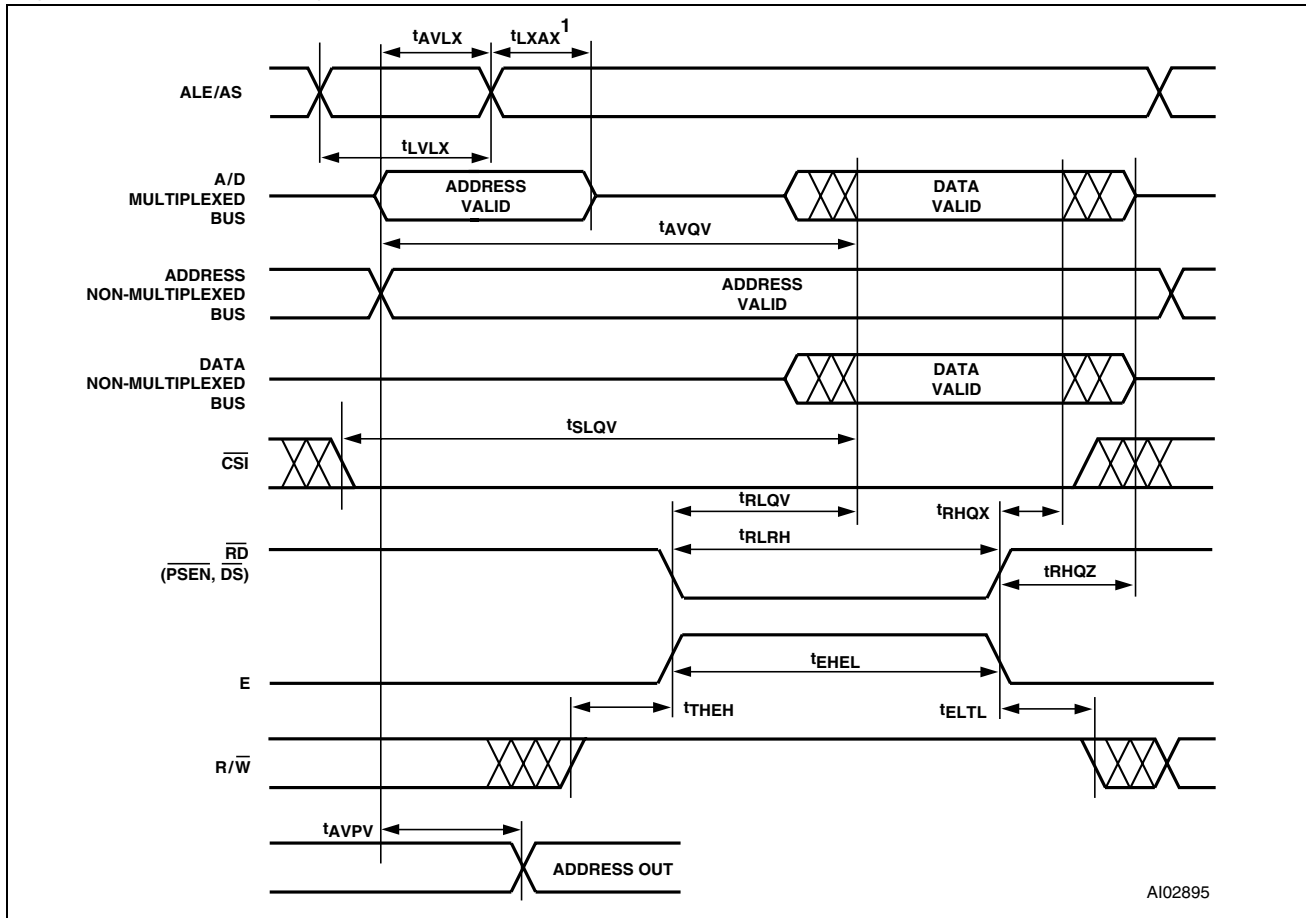 tAVLX tLXAX1
ALE/AS
tLVLX
A/D
MULTIPLEXED
BUS
ADDRESS
VALID
DATA
VALID
tAVQV
ADDRESS
NON-MULTIPLEXED
BUS
ADDRESS
VALID
DATA
NON-MULTIPLEXED
BUS
DATA
VALID
tSLQV
CSI
tRLQV
tRHQX
tRLRH
RD
(PSEN, DS)
tRHQZ
tEHEL
E
tTHEH
tELTL
R/W
tAVPV
ADDRESS OUT
AI02895